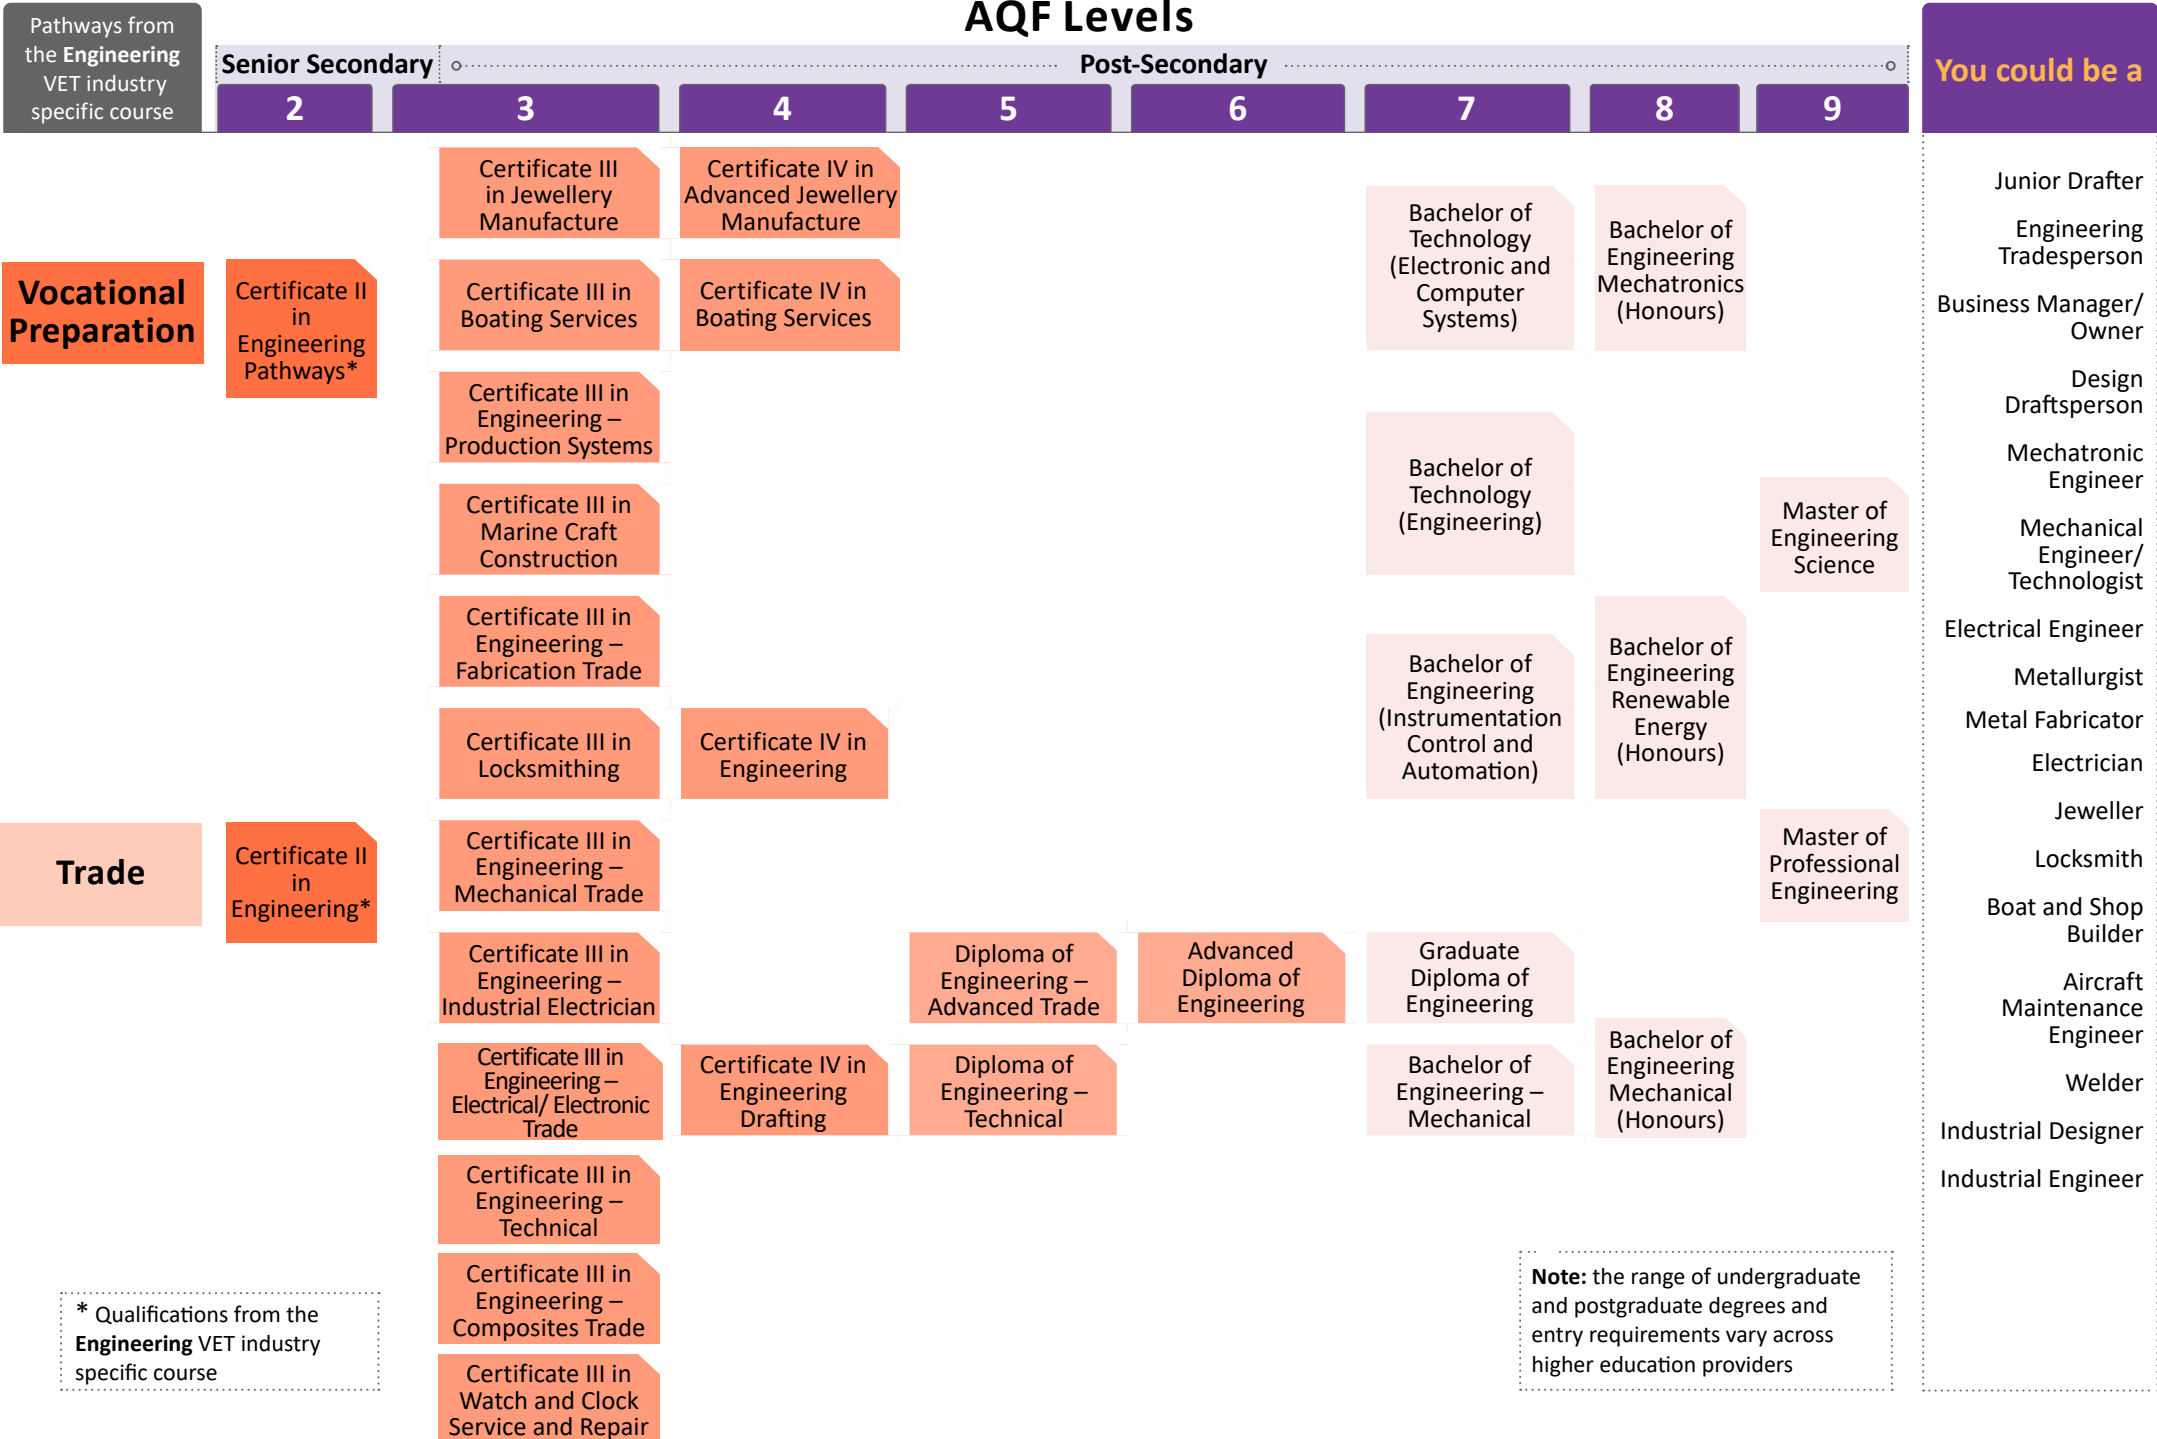 AQF Levels
Pathways from
the Engineering
VET industry
specific course
Senior Secondary
Post-Secondary
You could be a
2
3
4
5
6
7
8
9
Vocational
Preparation
Certificate II
in
Engineering
Pathways*
Trade
Certificate II
in
Engineering*
Certificate III
in Jewellery
Manufacture
Certificate III in
Boating Services
Certificate III in
Engineering –
Production Systems
Certificate III in
Marine Craft
Construction
Certificate III in
Engineering –
Fabrication Trade
Certificate III in
Locksmithing
Certificate III in
Engineering –
Mechanical Trade
Certificate III in
Engineering –
Industrial Electrician
Certificate III in
Engineering –
Electrical/ Electronic
Trade
Certificate III in
Engineering –
Technical
Certificate III in
Engineering –
Composites Trade
Certificate III in
Watch and Clock
Service and Repair
Certificate IV in
Advanced Jewellery
Manufacture
Certificate IV in
Boating Services
Certificate IV in
Engineering
Certificate IV in
Engineering
Drafting
Diploma of
Engineering –
Advanced Trade
Diploma of
Engineering –
Technical
Advanced
Diploma of
Engineering
Bachelor of
Technology
(Electronic and
Computer
Systems)
Bachelor of
Technology
(Engineering)
Bachelor of
Engineering
(Instrumentation
Control and
Automation)
Graduate
Diploma of
Engineering
Bachelor of
Engineering –
Mechanical
Bachelor of
Engineering
Mechatronics
(Honours)
Bachelor of
Engineering
Renewable
Energy
(Honours)
Bachelor of
Engineering
Mechanical
(Honours)
Master of
Engineering
Science
Master of
Professional
Engineering
Junior Drafter
Engineering
Tradesperson
Business Manager/
Owner
Design
Draftsperson
Mechatronic
Engineer
Mechanical
Engineer/
Technologist
Electrical Engineer
Metallurgist
Metal Fabricator
Electrician
Jeweller
Locksmith
Boat and Shop
Builder
Aircraft
Maintenance
Engineer
Welder
Industrial Designer
Industrial Engineer
* Qualifications from the
Engineering VET industry
specific course
Note: the range of undergraduate
and postgraduate degrees and
entry requirements vary across
higher education providers